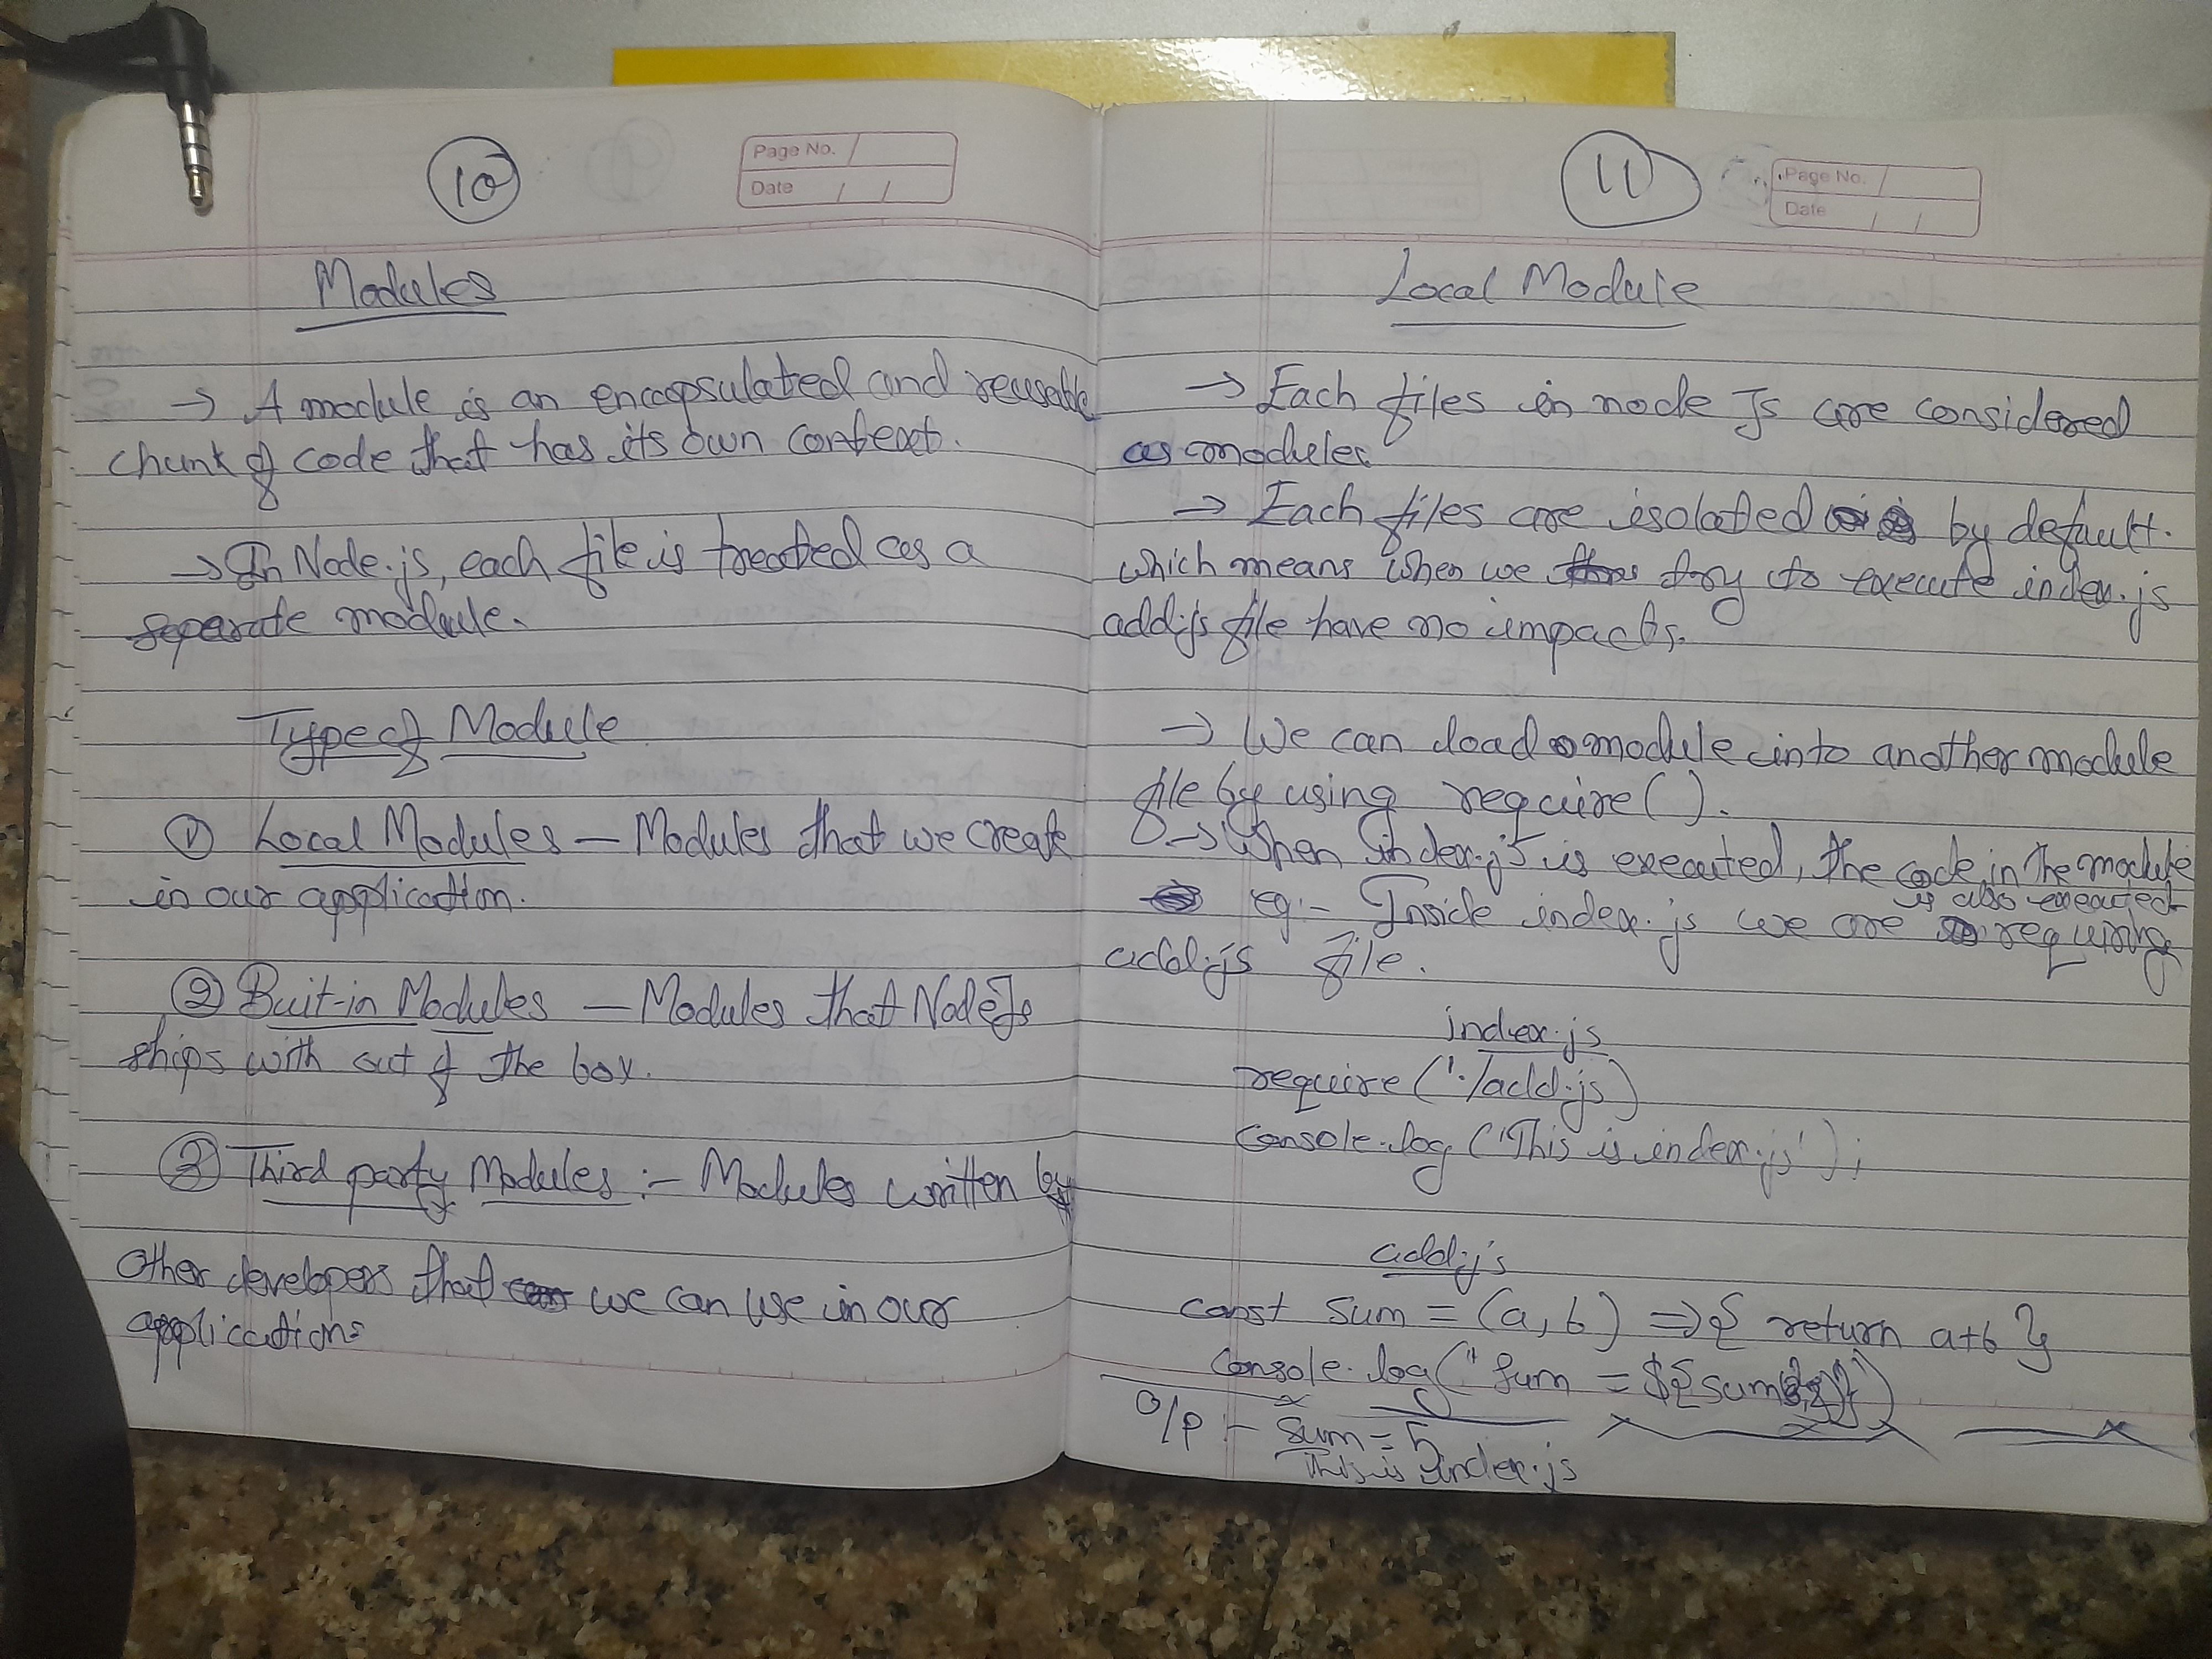 10
Page No.
Date / /
Modules
→ A module is an encapsulated and reusable
chunk of code that has its own context.
→ In Node.js, each file is treated as a
seperate module.
Type of Module
① Local Modules — Modules that we create
in our application.
② Buit-in Modules — Modules that NodeJs
ships with out of the box.
③ Third party Modules :- Modules written by
Other developers that we can use in our
applications
11
Page No.
Date / /
Local Module
→ Each files in node Js are considered
as modules
→ Each files are isolated by default.
which means when we try to execute index.js
add.js file have no impacts.
→ We can load module into another module
file by using require().
→ When index.js is executed, the code in the module
is also executed
eg:- Inside index.js we are requiring
add.js file.
index.js
require('./add.js)
Console.log('This is index.js');
add.js
const sum = (a, b) => { return a+b }
Console.log("Sum = ${sum
O/P :- Sum = 5
This is index.js